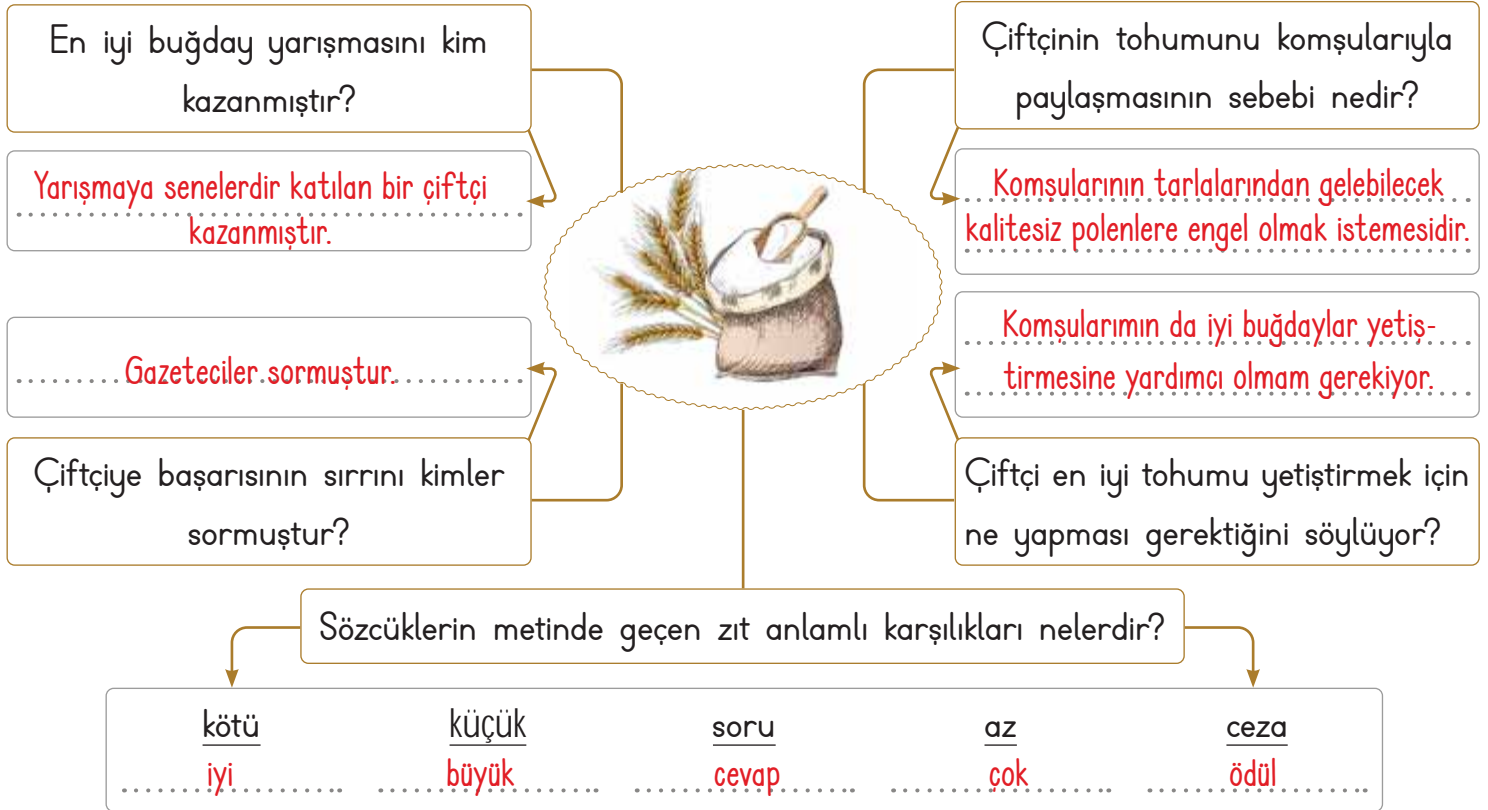 En iyi buğday yarışmasını kim
kazanmıştır?
Yarışmaya senelerdir katılan bir çiftçi
kazanmıştır.
Çiftçinin tohumunu komşularıyla
paylaşmasının sebebi nedir?
Komşularının tarlalarından gelebilecek
kalitesiz polenlere engel olmak istemesidir.
Gazeteciler sormuştur.
Çiftçiye başarısının sırrını kimler
sormuştur?
Komşularımın da iyi buğdaylar yetiş-
tirmesine yardımcı olmam gerekiyor.
Çiftçi en iyi tohumu yetiştirmek için
ne yapması gerektiğini söylüyor?
Sözcüklerin metinde geçen zıt anlamlı karşılıkları nelerdir?
kötü küçük soru az ceza
iyi büyük cevap çok ödül